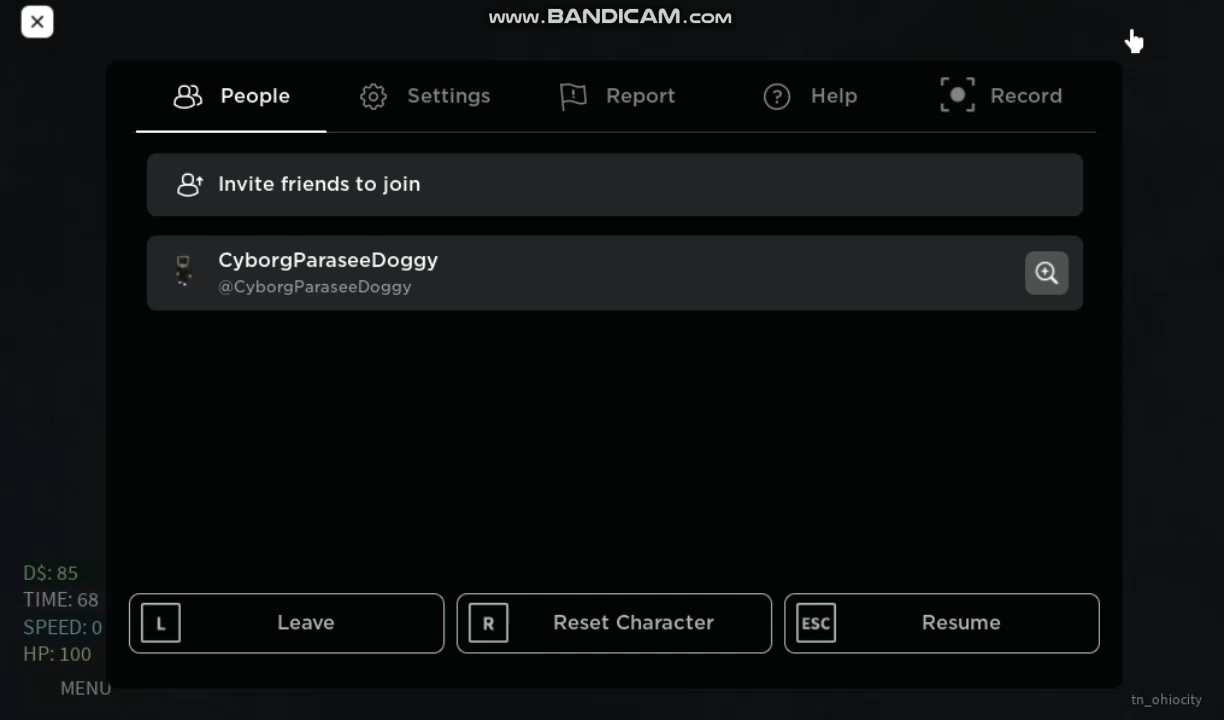 www.BANDICAM.com
People
Settings
Report
Help
Record
Invite friends to join
CyborgParaseeDoggy
@CyborgParaseeDoggy
D$: 85
TIME: 68
SPEED: 0
HP: 100
MENU
L Leave
R Reset Character
ESC Resume
tn_ohiocity